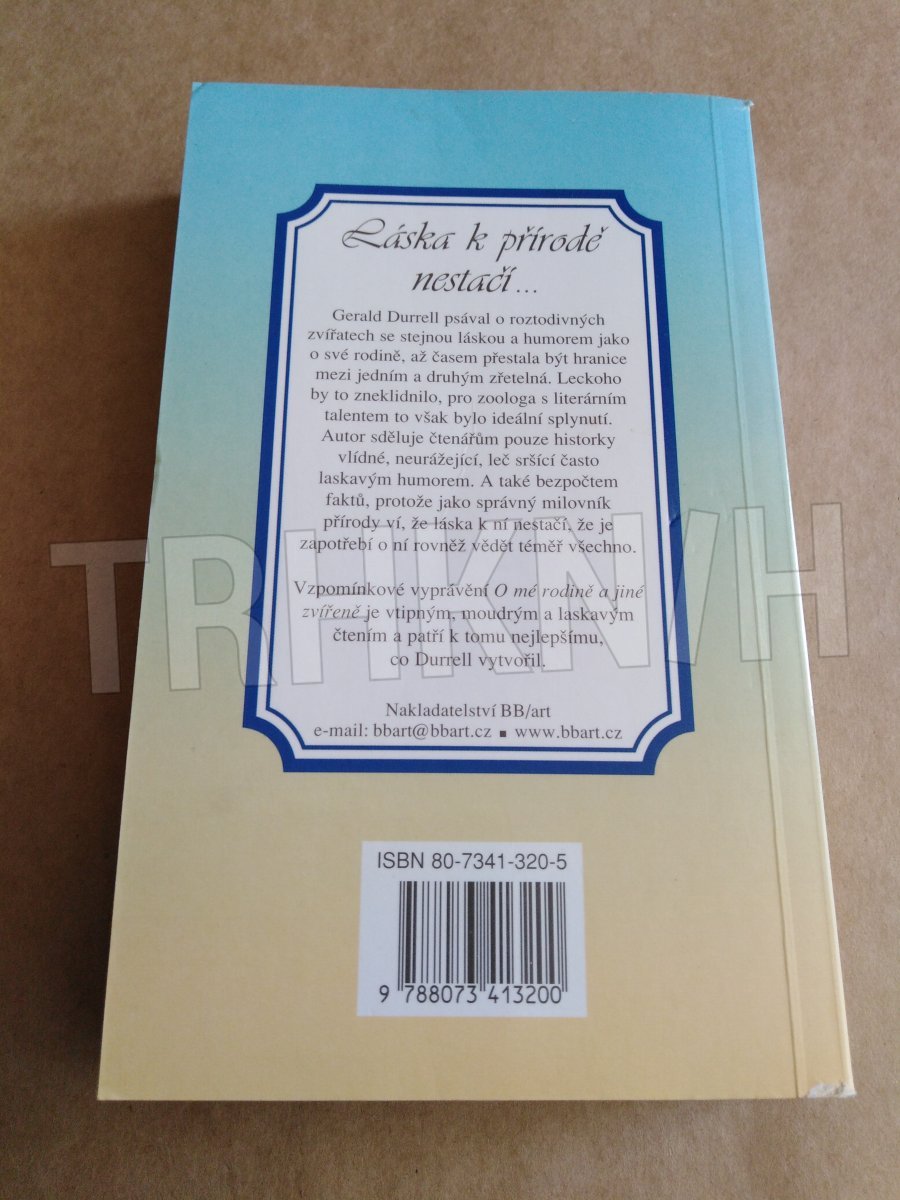 Láska k přírodě
nestačí...
Gerald Durrell psával o roztodivných
zvířatech se stejnou láskou a humorem jako
o své rodině, až časem přestala být hranice
mezi jedním a druhým zřetelná. Leckoho
by to zneklidnilo, pro zoologa s literárním
talentem to však bylo ideální splynutí.
Autor sděluje čtenářům pouze historky
vlídné, neurážející, leč sršící často
laskavým humorem. A také bezpočtem
faktů, protože jako správný milovník
přírody ví, že láska k ní nestačí, že je
zapotřebí o ní rovněž vědět téměř všechno.
Vzpomínkové vyprávění O mé rodině a jiné
zvířeně je vtipným, moudrým a laskavým
čtením a patří k tomu nejlepšímu,
co Durrell vytvořil.
Nakladatelství BB/art
e-mail: bbart@bbart.cz ▪ www.bbart.cz
ISBN 80-7341-320-5
9 788073 413200
TRHKNIH